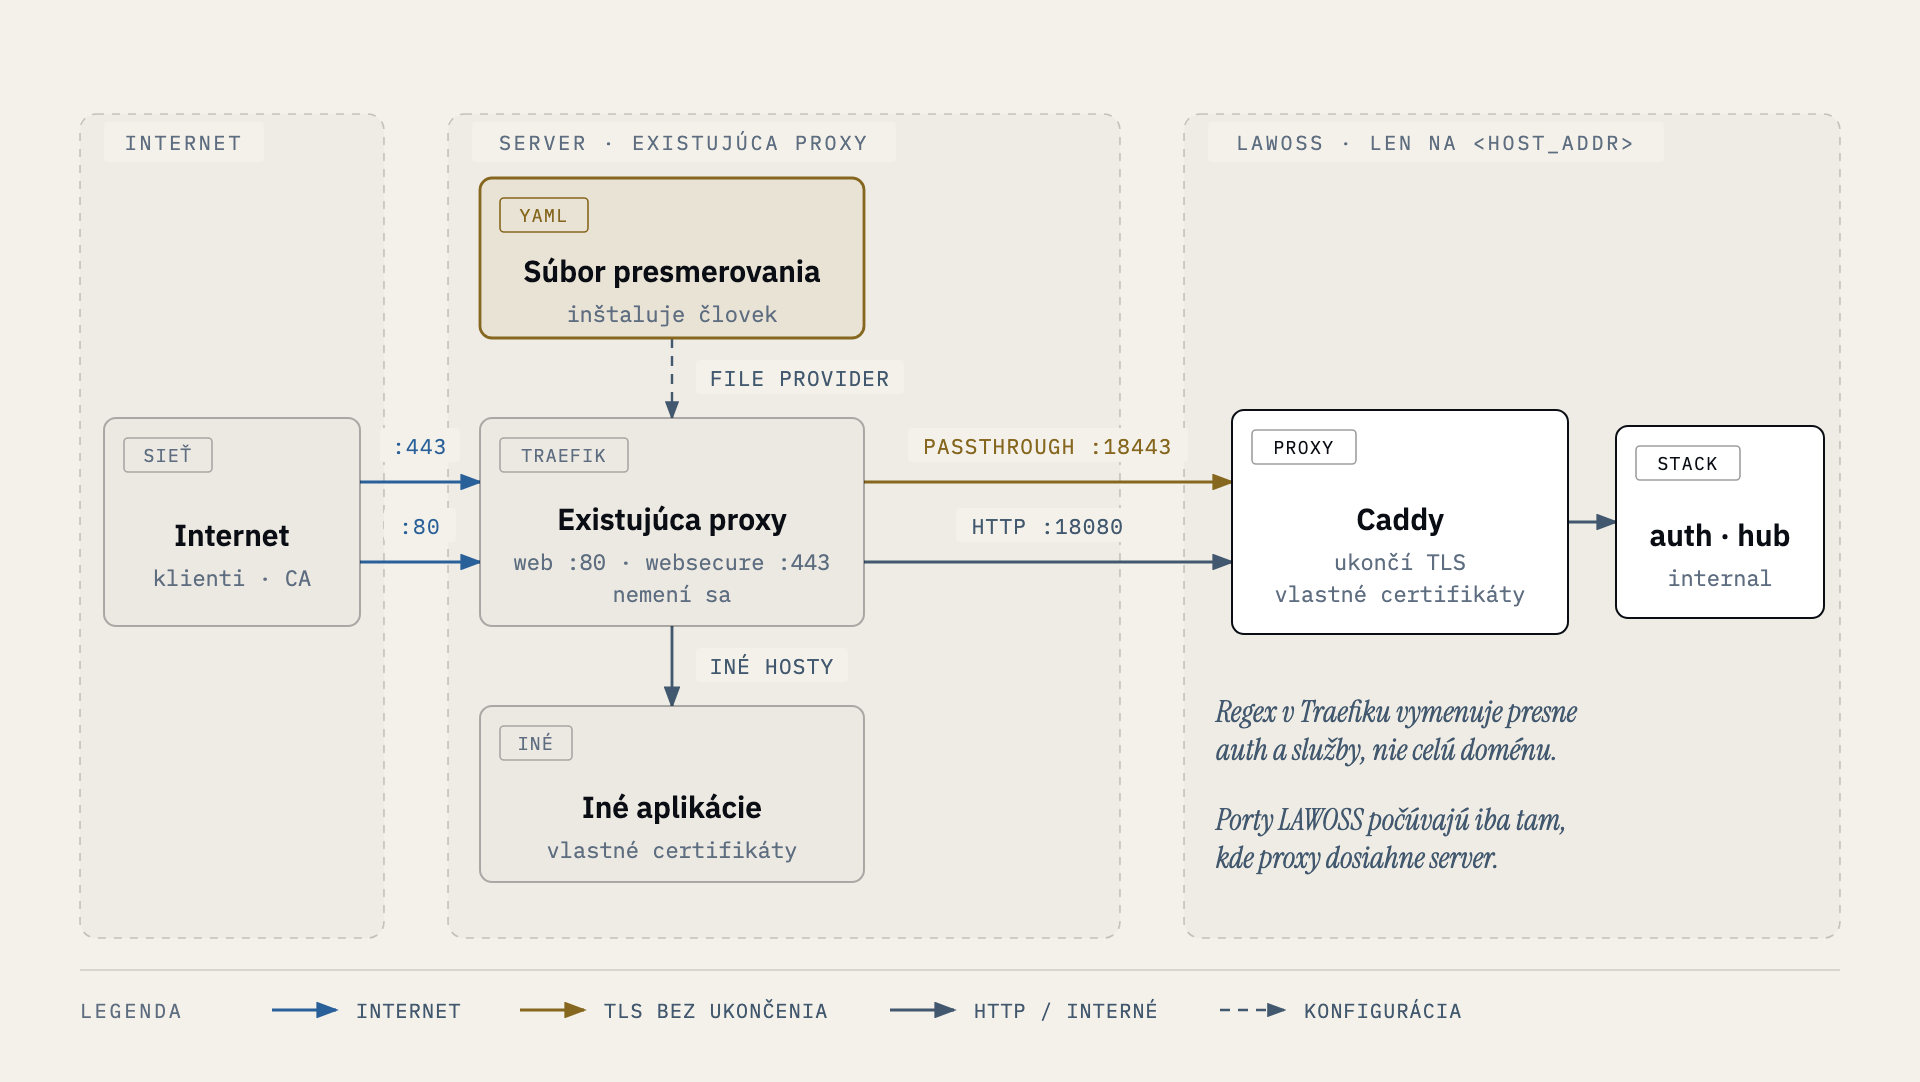 INTERNET
SERVER · EXISTUJÚCA PROXY
LAWOSS · LEN NA <HOST_ADDR>
YAML
Súbor presmerovania
inštaluje človek
FILE PROVIDER
SIEŤ
Internet
klienti · CA
:443
:80
TRAEFIK
Existujúca proxy
web :80 · websecure :443
nemení sa
PASSTHROUGH :18443
HTTP :18080
PROXY
Caddy
ukončí TLS
vlastné certifikáty
STACK
auth · hub
internal
INÉ HOSTY
INÉ
Iné aplikácie
vlastné certifikáty
Regex v Traefiku vymenuje presne
auth a služby, nie celú doménu.
Porty LAWOSS počúvajú iba tam,
kde proxy dosiahne server.
LEGENDA
INTERNET
TLS BEZ UKONČENIA
HTTP / INTERNÉ
KONFIGURÁCIA